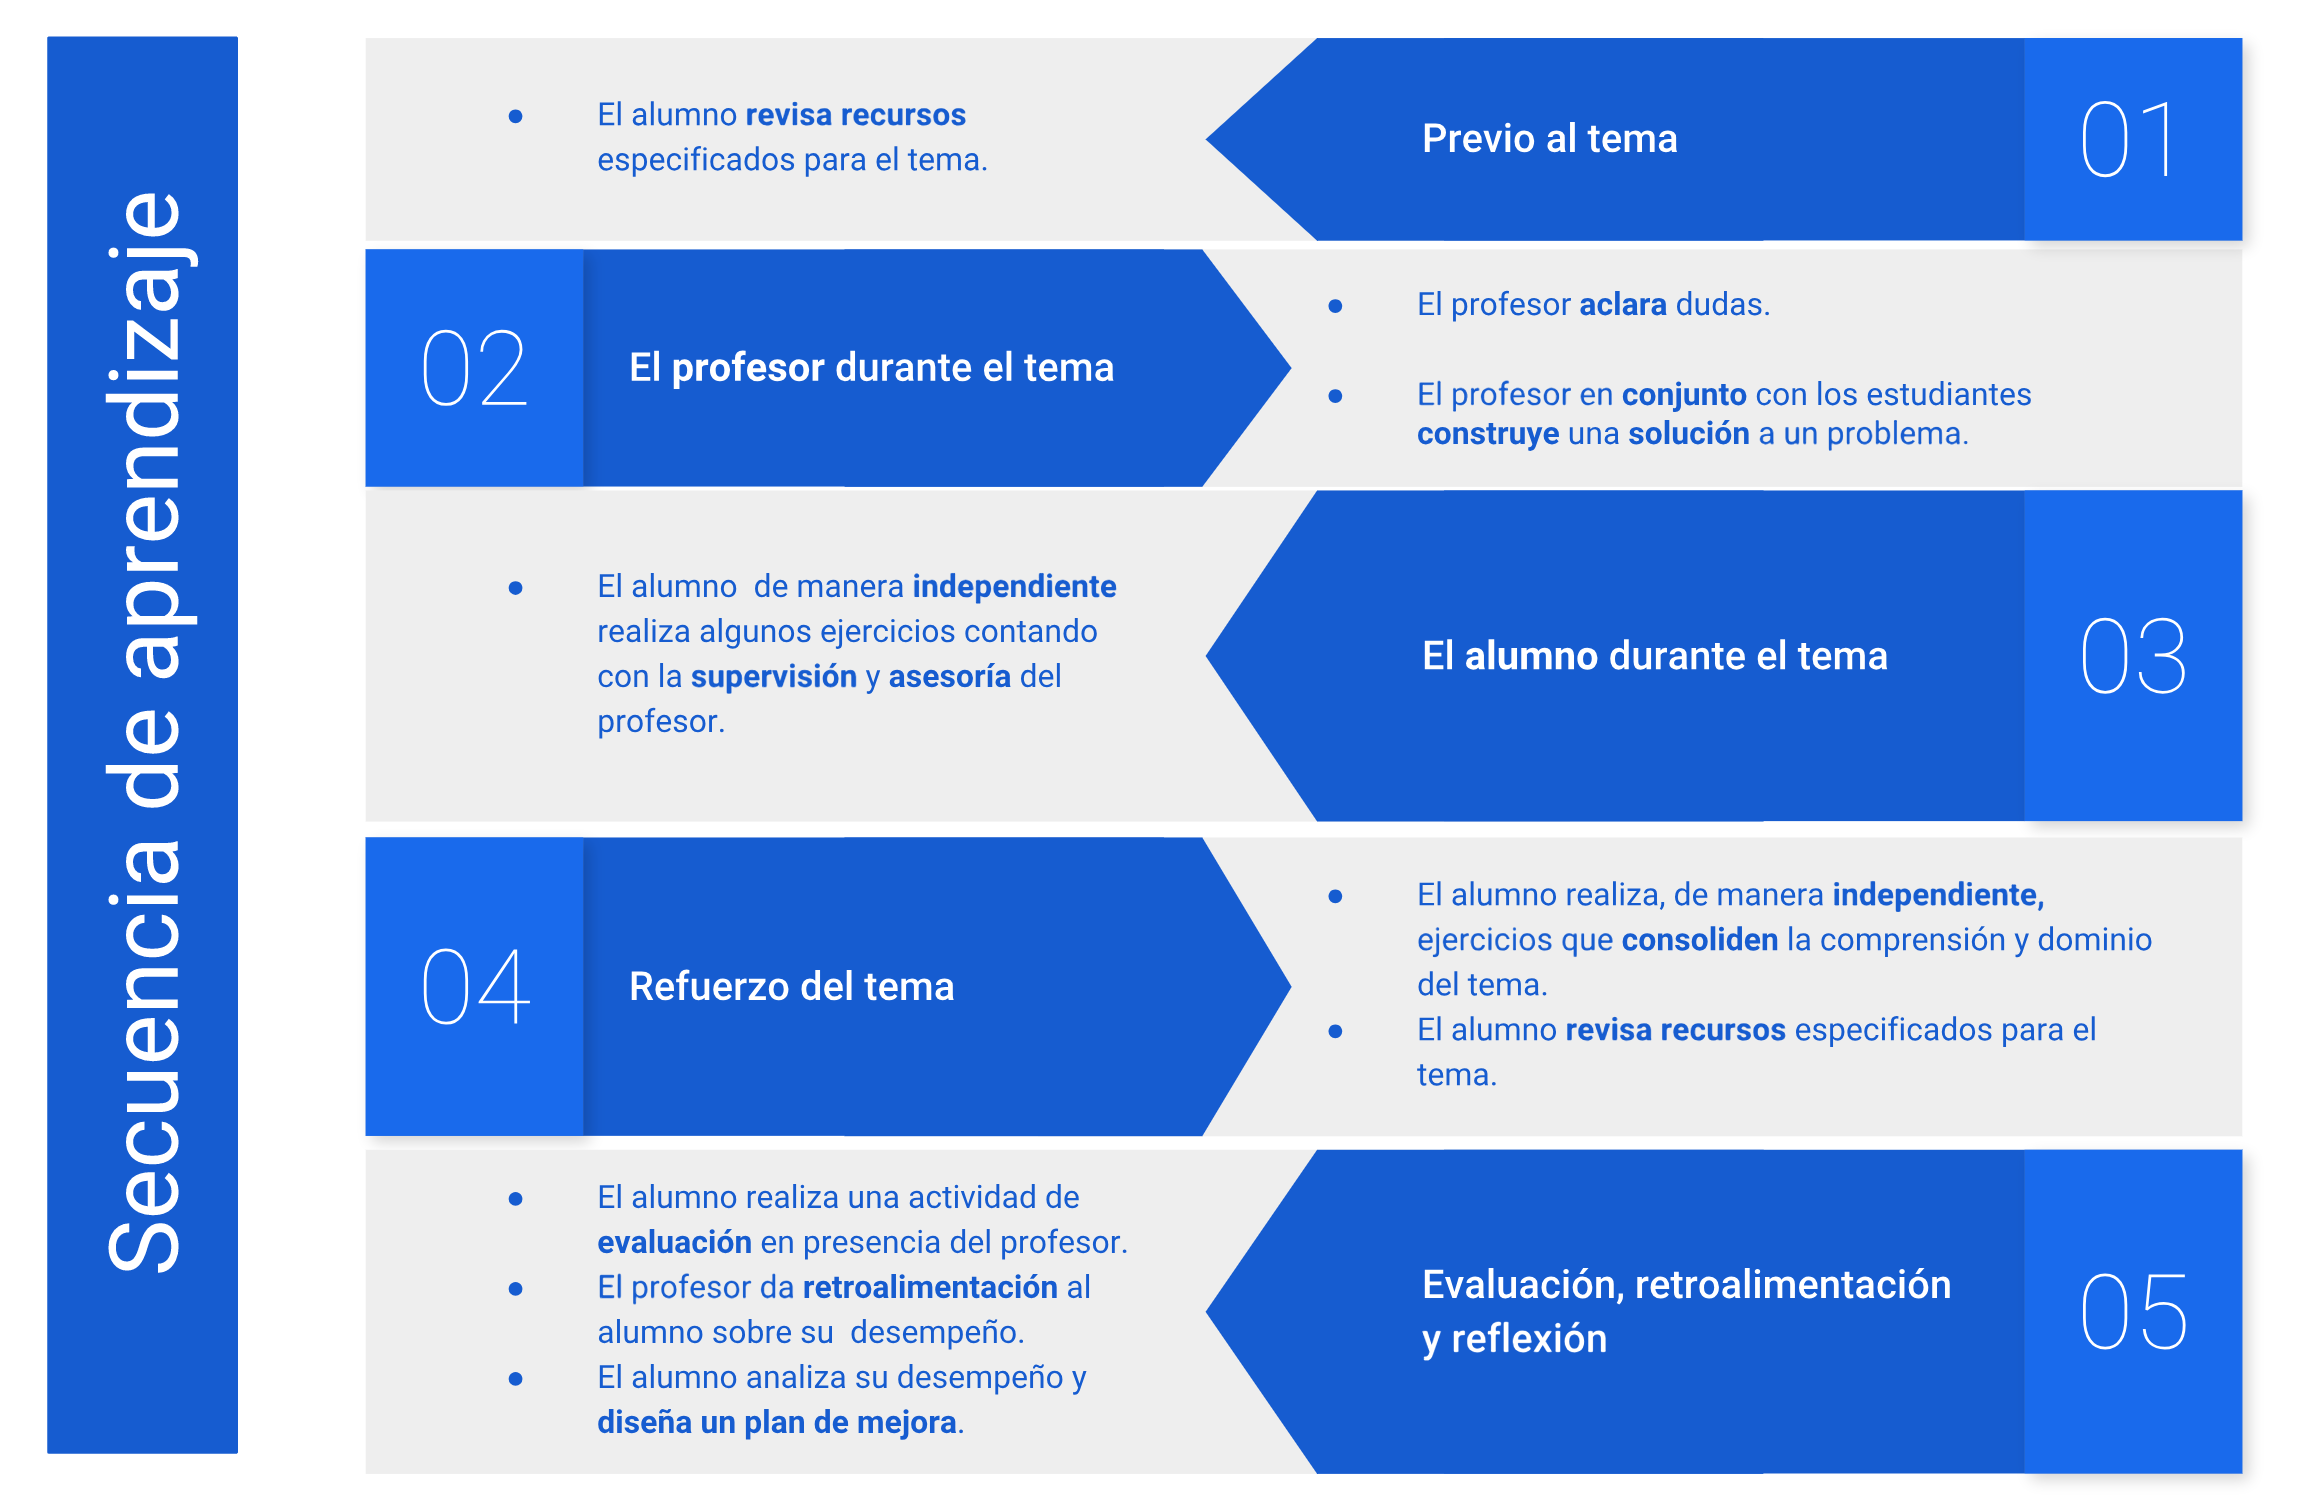 Secuencia de aprendizaje
01
Previo al tema
• El alumno revisa recursos
especificados para el tema.
02
El profesor durante el tema
• El profesor aclara dudas.
• El profesor en conjunto con los estudiantes
construye una solución a un problema.
03
El alumno durante el tema
• El alumno  de manera independiente
realiza algunos ejercicios contando
con la supervisión y asesoría del
profesor.
04
Refuerzo del tema
• El alumno realiza, de manera independiente,
ejercicios que consoliden la comprensión y dominio
del tema.
• El alumno revisa recursos especificados para el
tema.
05
Evaluación, retroalimentación
y reflexión
• El alumno realiza una actividad de
evaluación en presencia del profesor.
• El profesor da retroalimentación al
alumno sobre su  desempeño.
• El alumno analiza su desempeño y
diseña un plan de mejora.